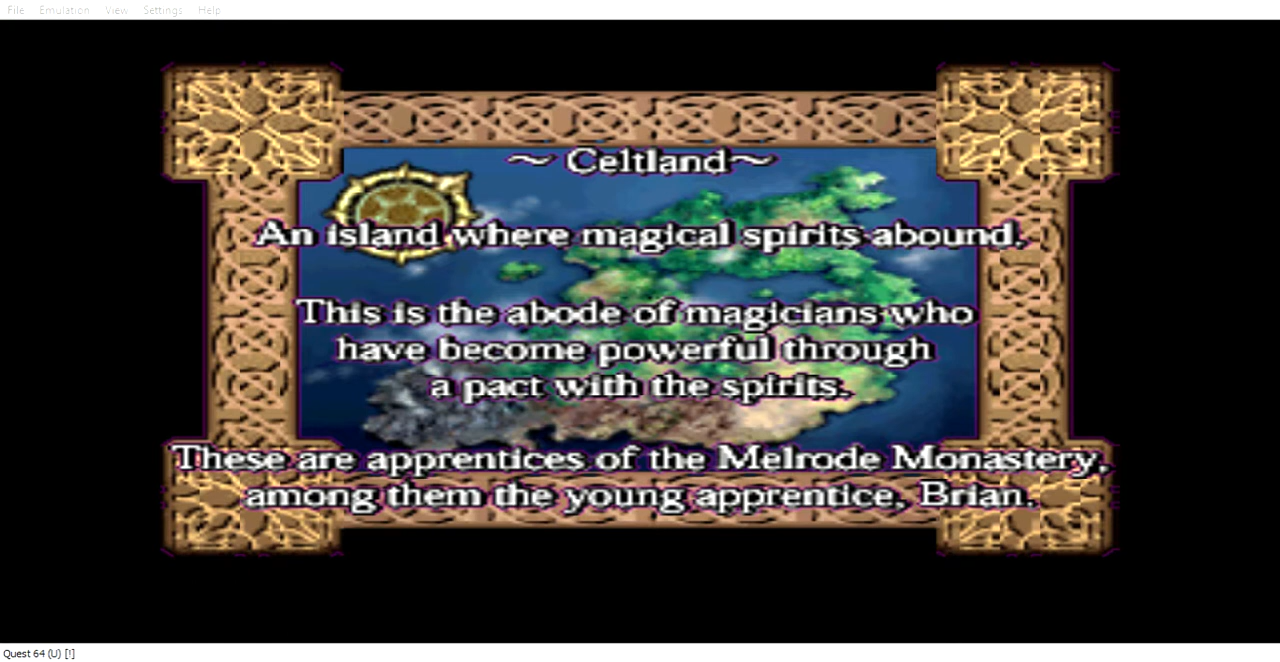 File Emulation View Settings Help
~ Celtland~
An island where magical spirits abound.
This is the abode of magicians who
have become powerful through
a pact with the spirits.
These are apprentices of the Melrode Monastery,
among them the young apprentice, Brian.
Quest 64 (U) [!]